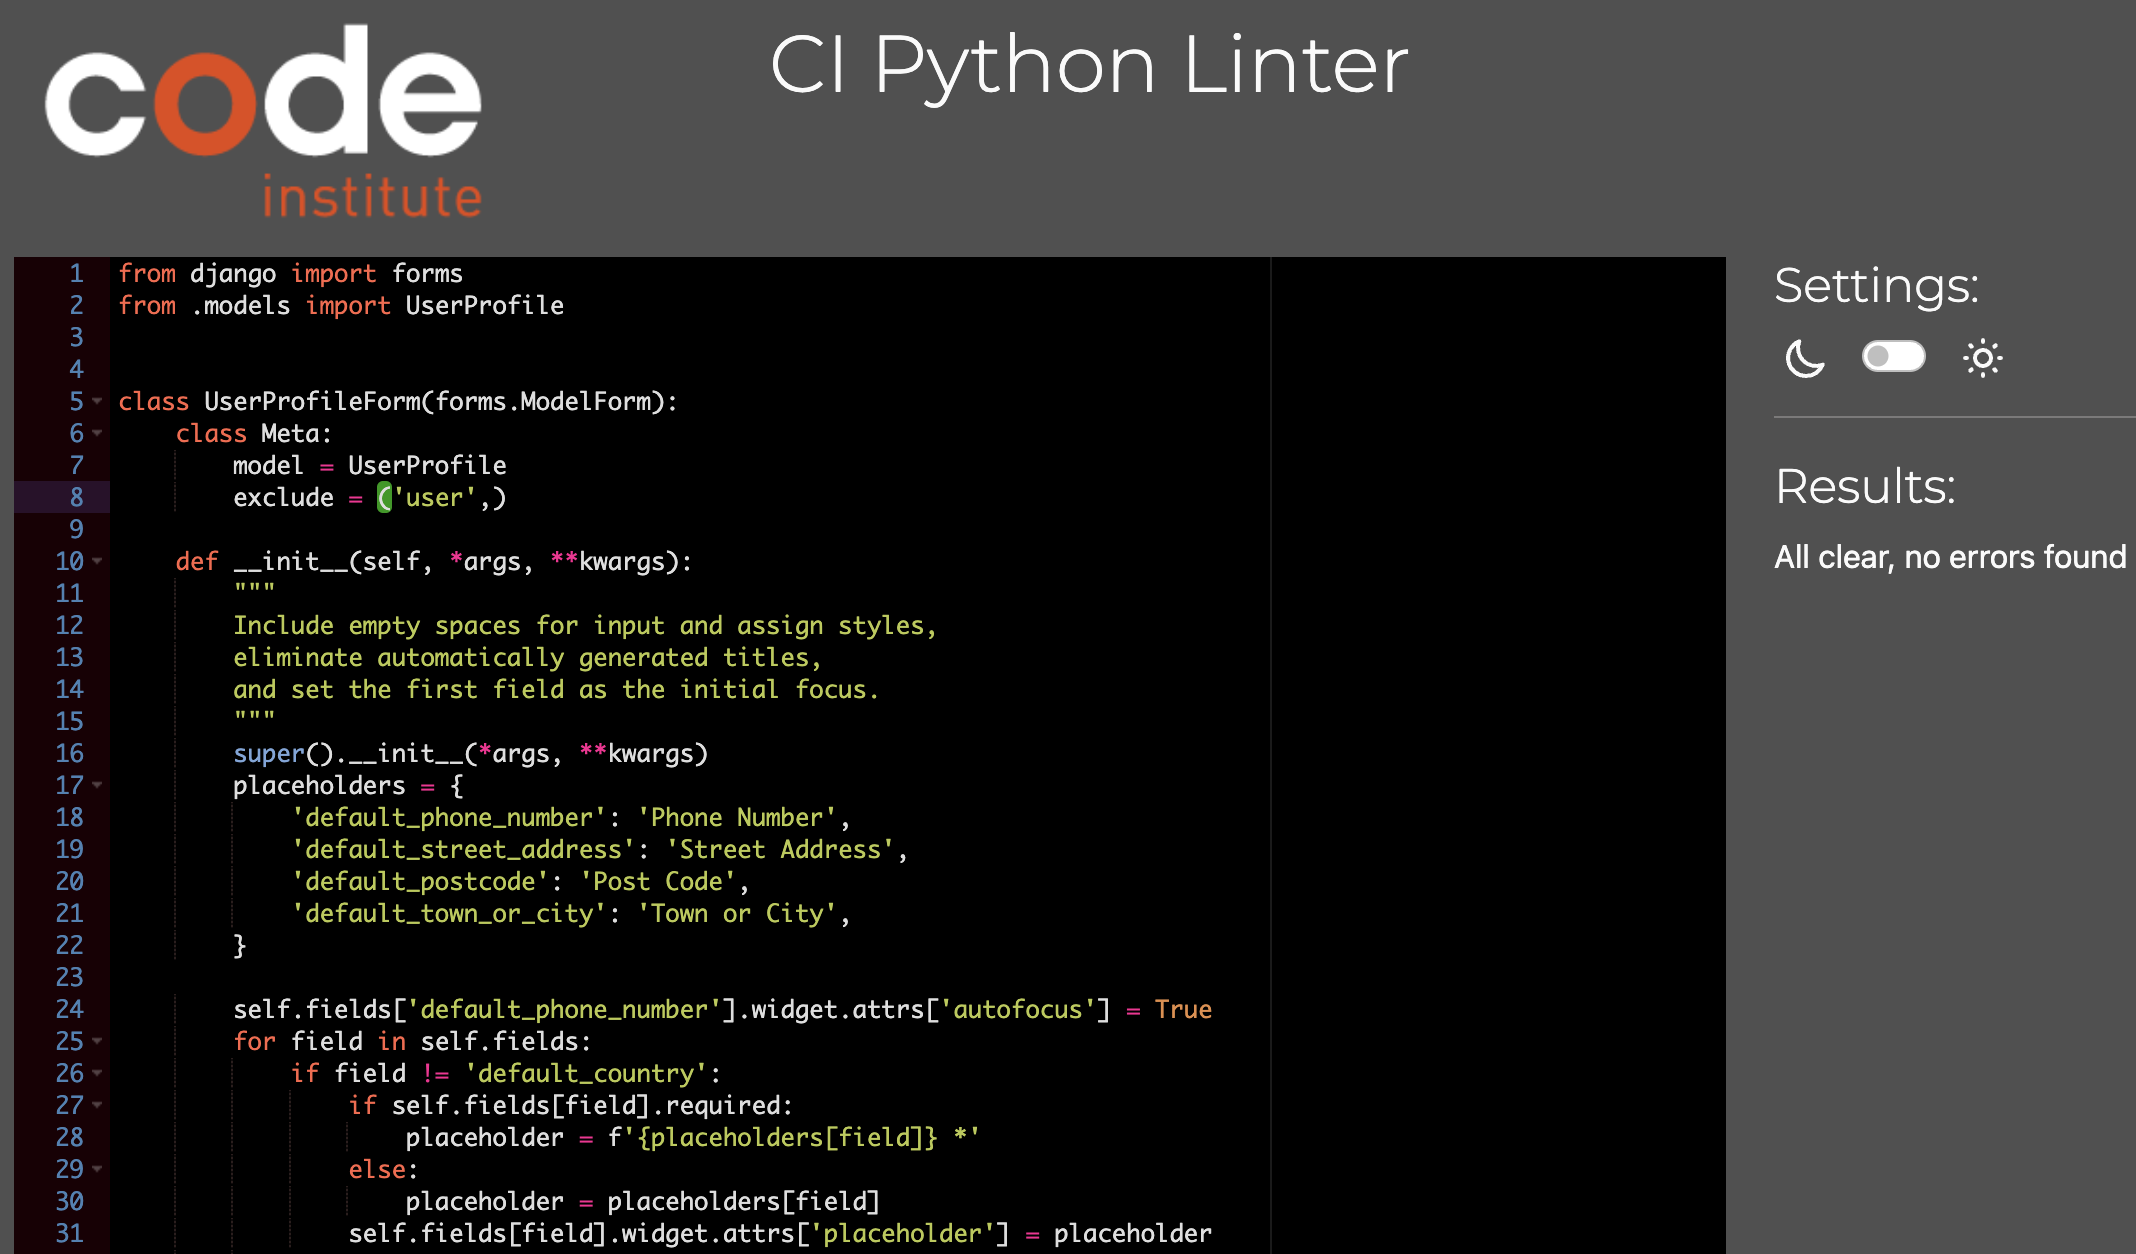 code
institute
CI Python Linter
1 from django import forms
2 from .models import UserProfile
3
4
5 class UserProfileForm(forms.ModelForm):
6     class Meta:
7         model = UserProfile
8         exclude = ('user',)
9
10     def __init__(self, *args, **kwargs):
11         """
12         Include empty spaces for input and assign styles,
13         eliminate automatically generated titles,
14         and set the first field as the initial focus.
15         """
16         super().__init__(*args, **kwargs)
17         placeholders = {
18             'default_phone_number': 'Phone Number',
19             'default_street_address': 'Street Address',
20             'default_postcode': 'Post Code',
21             'default_town_or_city': 'Town or City',
22         }
23
24         self.fields['default_phone_number'].widget.attrs['autofocus'] = True
25         for field in self.fields:
26             if field != 'default_country':
27                 if self.fields[field].required:
28                     placeholder = f'{placeholders[field]} *'
29                 else:
30                     placeholder = placeholders[field]
31                 self.fields[field].widget.attrs['placeholder'] = placeholder
Settings:
Results:
All clear, no errors found